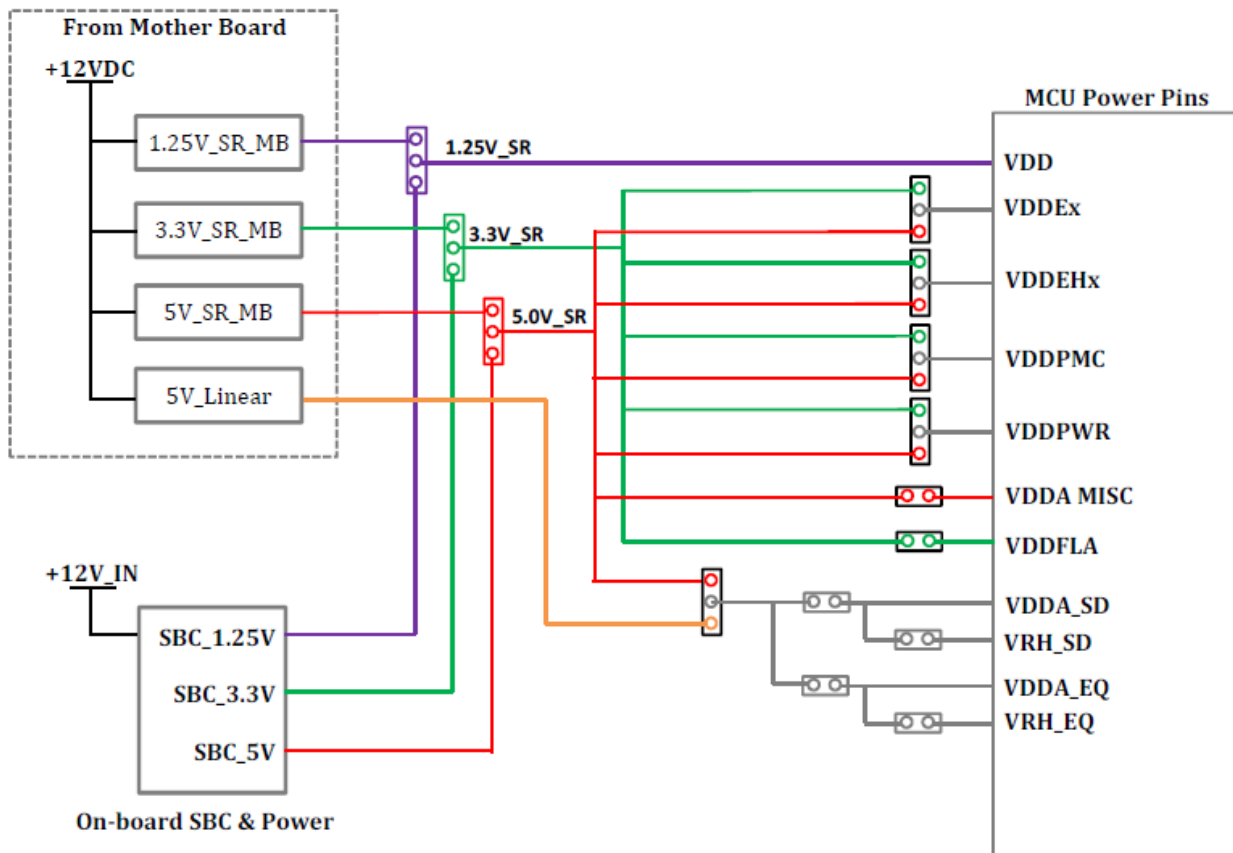 From Mother Board
+12VDC
1.25V_SR_MB
3.3V_SR_MB
5V_SR_MB
5V_Linear
1.25V_SR
3.3V_SR
5.0V_SR
MCU Power Pins
VDD
VDDEx
VDDEHx
VDDPMC
VDDPWR
VDDA MISC
VDDFLA
VDDA_SD
VRH_SD
VDDA_EQ
VRH_EQ
+12V_IN
SBC_1.25V
SBC_3.3V
SBC_5V
On-board SBC & Power